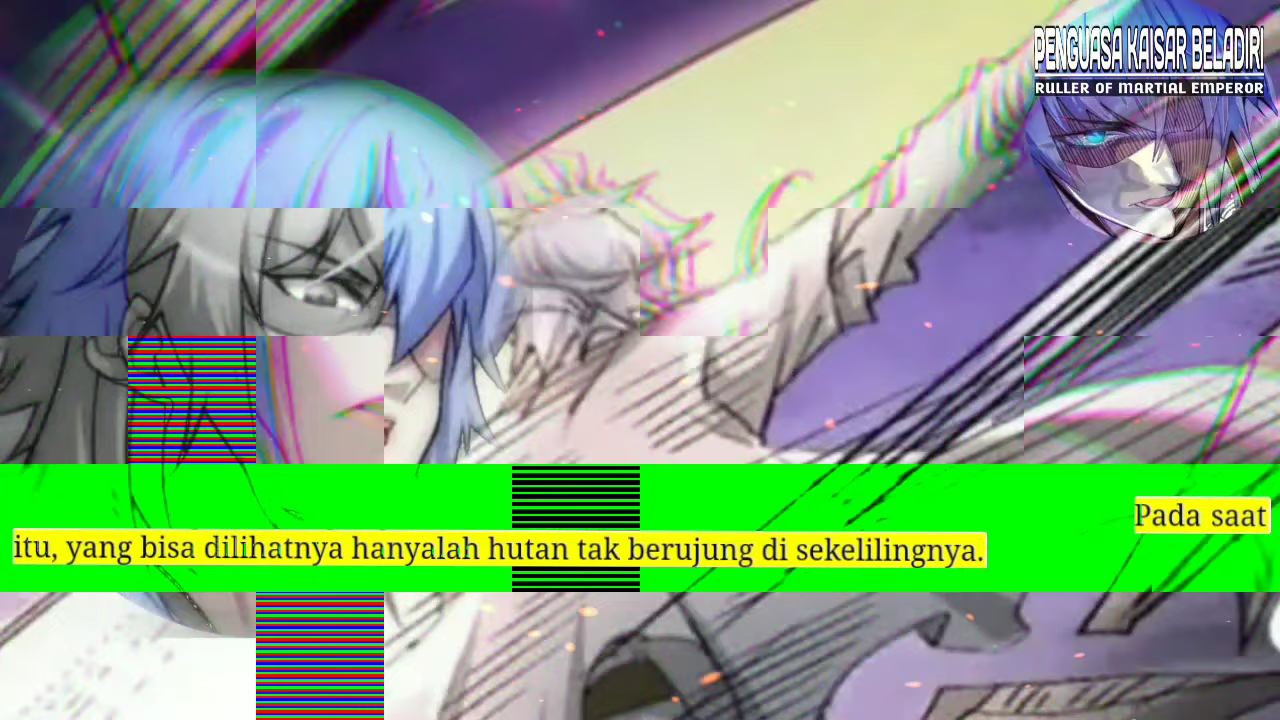 PENGUASA KAISAR BELADIRI
RULLER OF MARTIAL EMPEROR
Pada saat
itu, yang bisa dilihatnya hanyalah hutan tak berujung di sekelilingnya.